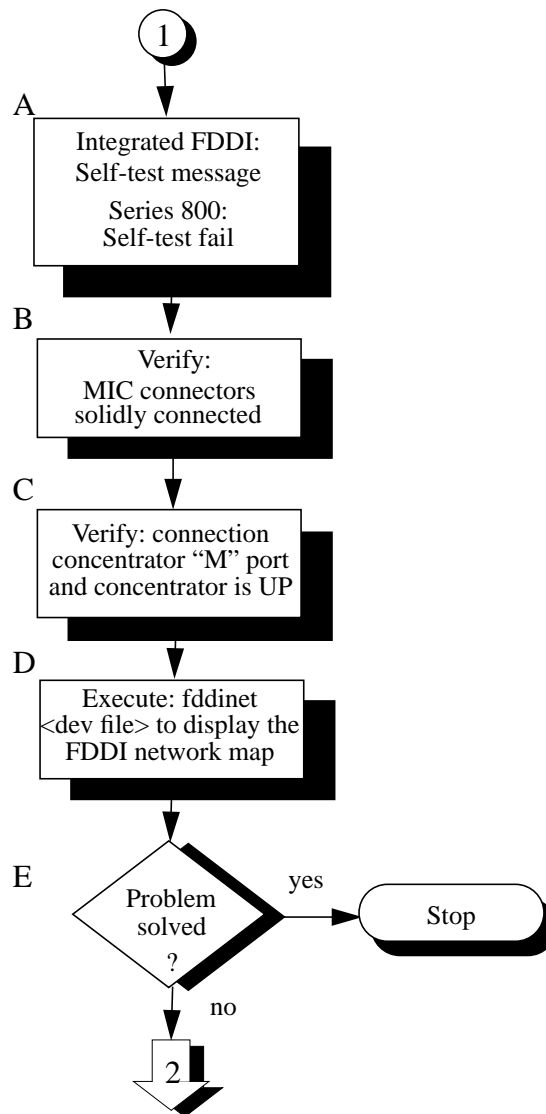 1
A
Integrated FDDI:
Self-test message
Series 800:
Self-test fail
B
Verify:
MIC connectors
solidly connected
C
Verify: connection
concentrator “M” port
and concentrator is UP
D
Execute: fddinet
<dev file> to display the
FDDI network map
E
Problem
solved
?
yes
Stop
no
2